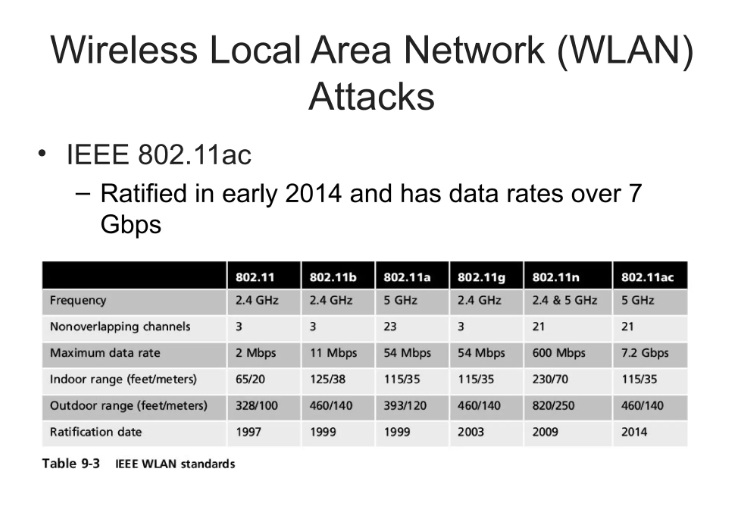 Wireless Local Area Network (WLAN)
Attacks
• IEEE 802.11ac
– Ratified in early 2014 and has data rates over 7
Gbps
802.11 802.11b 802.11a 802.11g 802.11n 802.11ac
Frequency 2.4 GHz 2.4 GHz 5 GHz 2.4 GHz 2.4 & 5 GHz 5 GHz
Nonoverlapping channels 3 3 23 3 21 21
Maximum data rate 2 Mbps 11 Mbps 54 Mbps 54 Mbps 600 Mbps 7.2 Gbps
Indoor range (feet/meters) 65/20 125/38 115/35 115/35 230/70 115/35
Outdoor range (feet/meters) 328/100 460/140 393/120 460/140 820/250 460/140
Ratification date 1997 1999 1999 2003 2009 2014
Table 9-3 IEEE WLAN standards